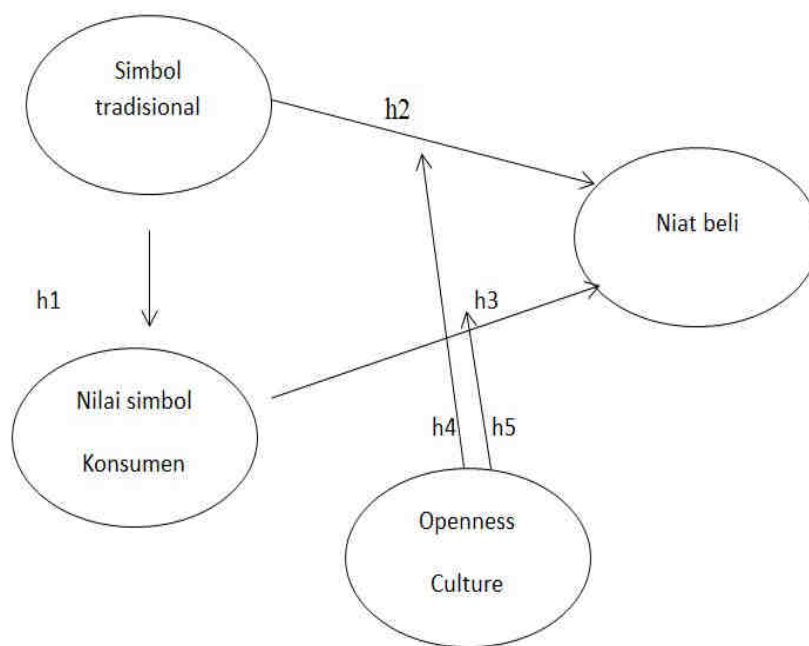 Simbol
tradisional
h2
Niat beli
h1
h3
Nilai simbol
Konsumen
h4
h5
Openness
Culture